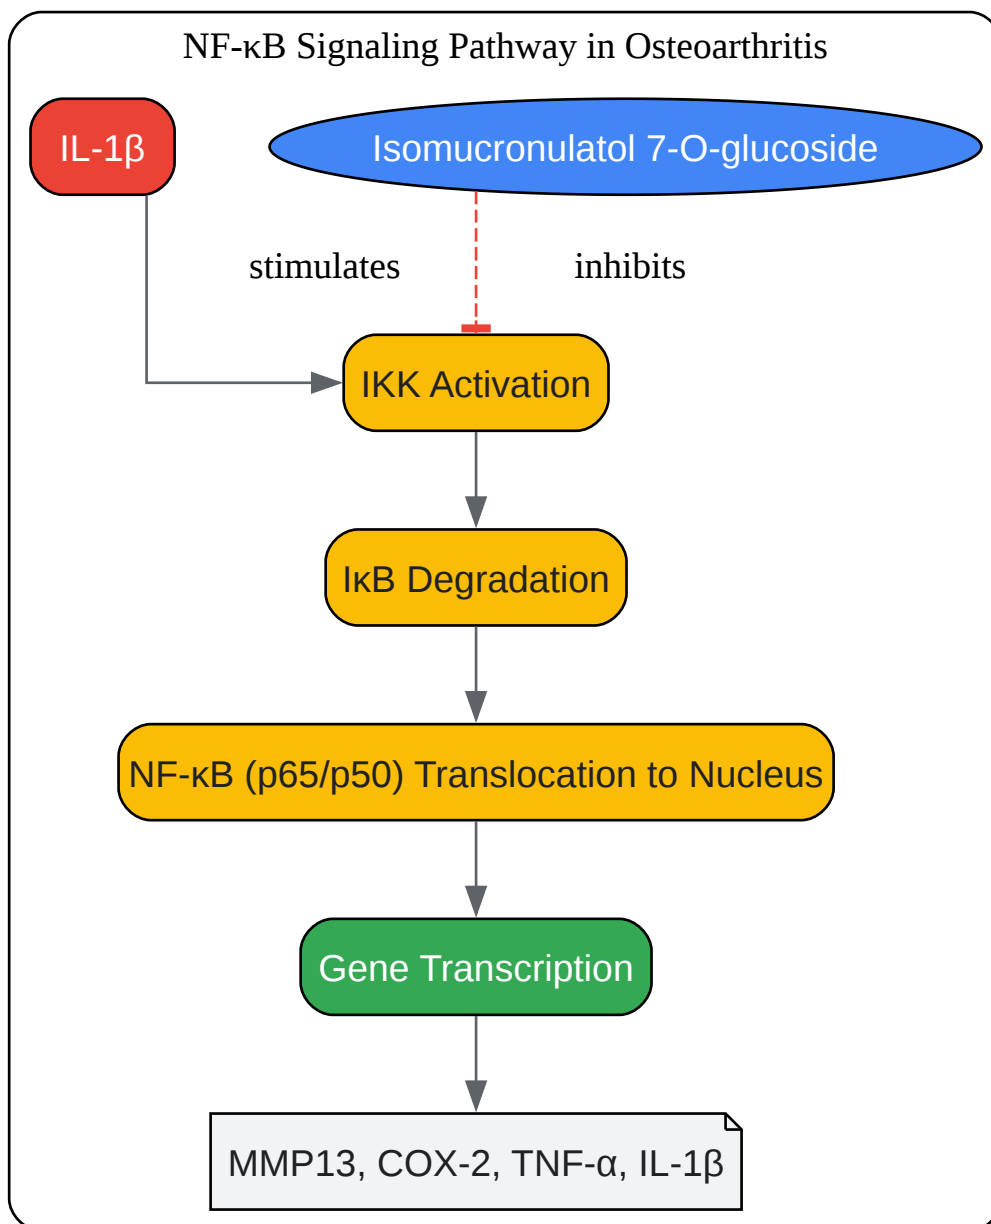 NF-κB Signaling Pathway in Osteoarthritis
IL-1β
Isomucronulatol 7-O-glucoside
stimulates
inhibits
IKK Activation
IκB Degradation
NF-κB (p65/p50) Translocation to Nucleus
Gene Transcription
MMP13, COX-2, TNF-α, IL-1β